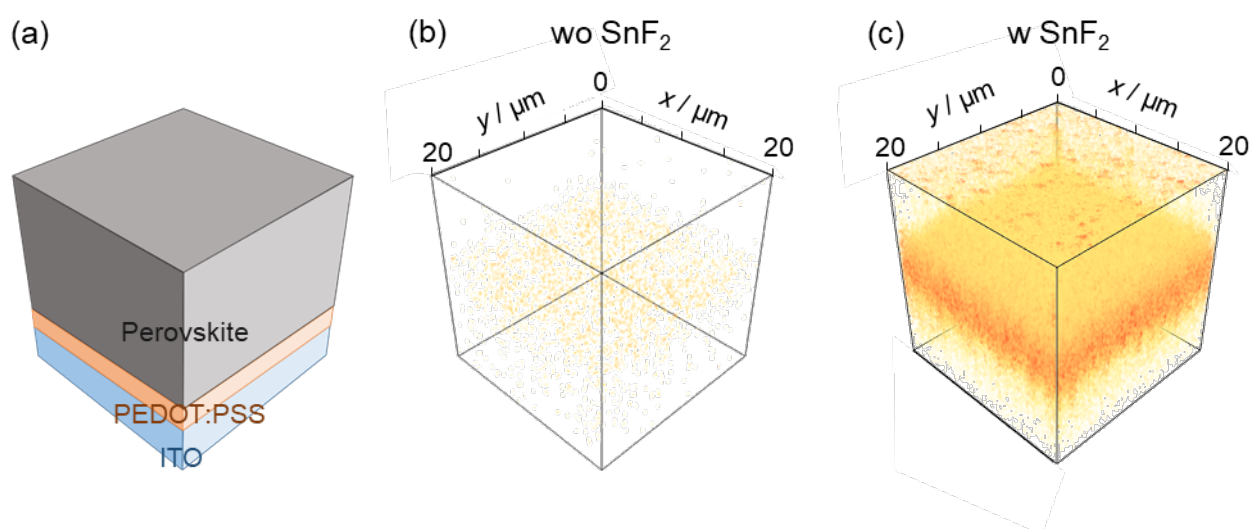 (a)
Perovskite
PEDOT:PSS
ITO
(b)
wo SnF₂
0
y / µm
x / µm
20
20
(c)
w SnF₂
0
y / µm
x / µm
20
20